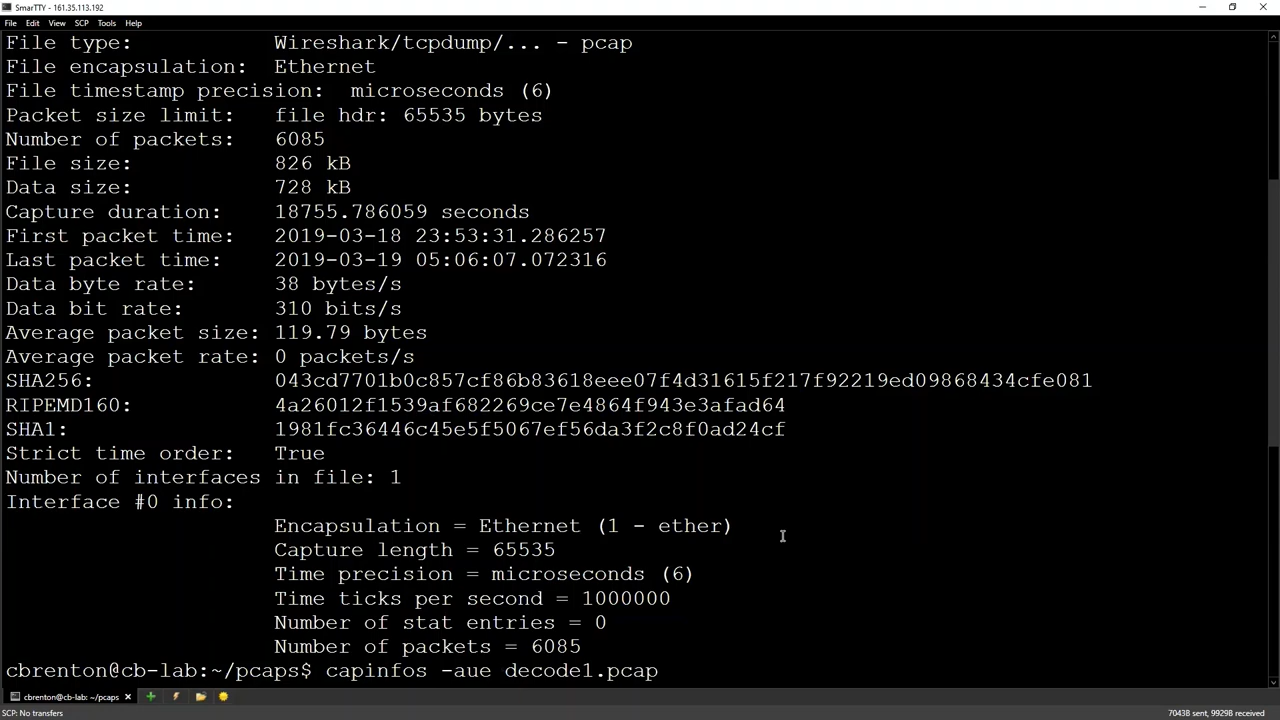 SmarTTY - 161.35.113.192
File Edit View SCP Tools Help
File type: Wireshark/tcpdump/... - pcap
File encapsulation: Ethernet
File timestamp precision: microseconds (6)
Packet size limit: file hdr: 65535 bytes
Number of packets: 6085
File size: 826 kB
Data size: 728 kB
Capture duration: 18755.786059 seconds
First packet time: 2019-03-18 23:53:31.286257
Last packet time: 2019-03-19 05:06:07.072316
Data byte rate: 38 bytes/s
Data bit rate: 310 bits/s
Average packet size: 119.79 bytes
Average packet rate: 0 packets/s
SHA256: 043cd7701b0c857cf86b83618eee07f4d31615f217f92219ed09868434cfe081
RIPEMD160: 4a26012f1539af682269ce7e4864f943e3afad64
SHA1: 1981fc36446c45e5f5067ef56da3f2c8f0ad24cf
Strict time order: True
Number of interfaces in file: 1
Interface #0 info:
Encapsulation = Ethernet (1 - ether)
Capture length = 65535
Time precision = microseconds (6)
Time ticks per second = 1000000
Number of stat entries = 0
Number of packets = 6085
cbrenton@cb-lab:~/pcaps$ capinfos -aue decode1.pcap
cbrenton@cb-lab: ~/pcaps
SCP: No transfers 7043B sent, 9929B received